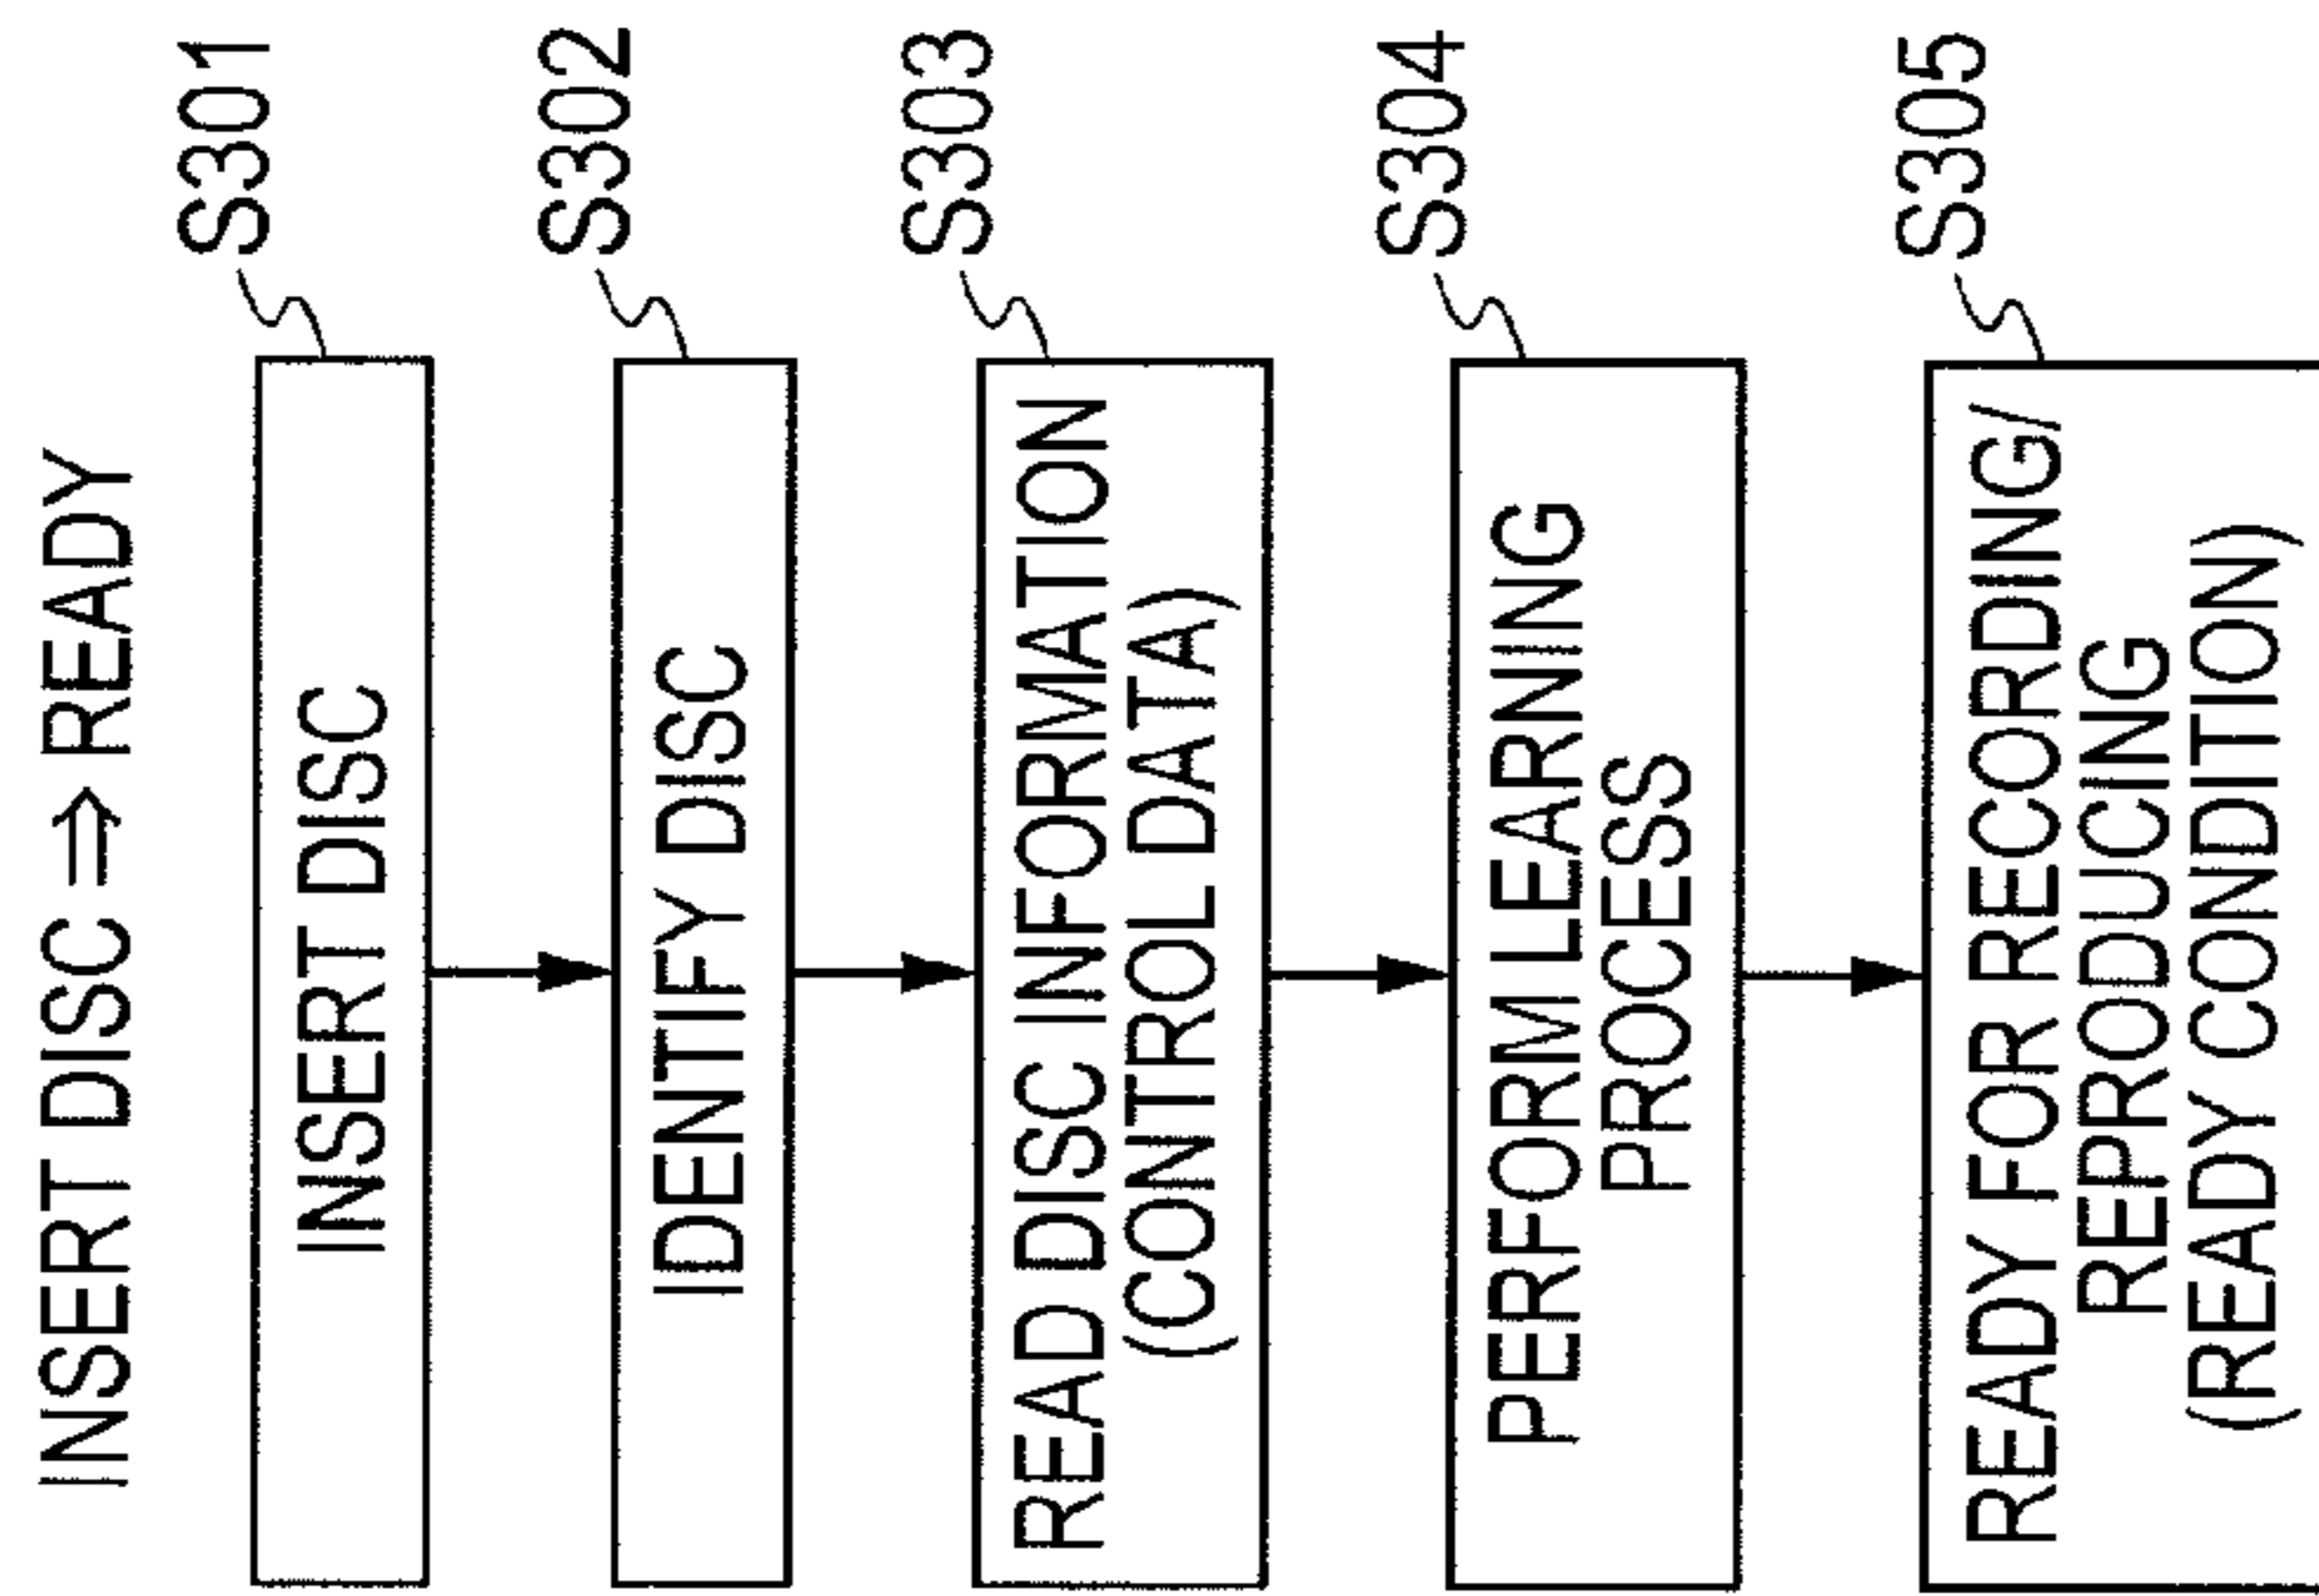 INSERT DISC ⇒ READY
S301
INSERT DISC
S302
IDENTIFY DISC
S303
READ DISC INFORMATION
(CONTROL DATA)
S304
PERFORM LEARNING
PROCESS
S305
READY FOR RECORDING/
REPRODUCING
(READY CONDITION)